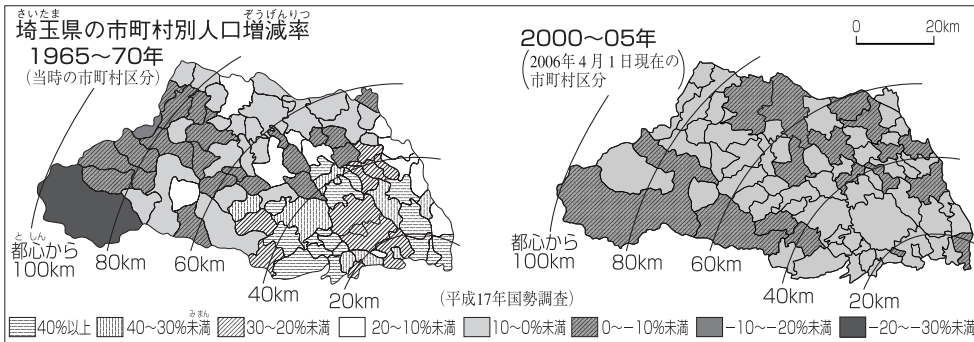 さいたま ぞうげんりつ
埼玉県の市町村別人口増減率
1965〜70年
(当時の市町村区分)
としん
都心から
100km
80km
60km
40km
20km
2000〜05年
(2006年4月1日現在の
市町村区分)
0 20km
都心から
100km
80km
60km
40km
20km
(平成17年国勢調査)
みまん
40%以上 40〜30%未満 30〜20%未満 20〜10%未満 10〜0%未満 0〜−10%未満 −10〜−20%未満 −20〜−30%未満